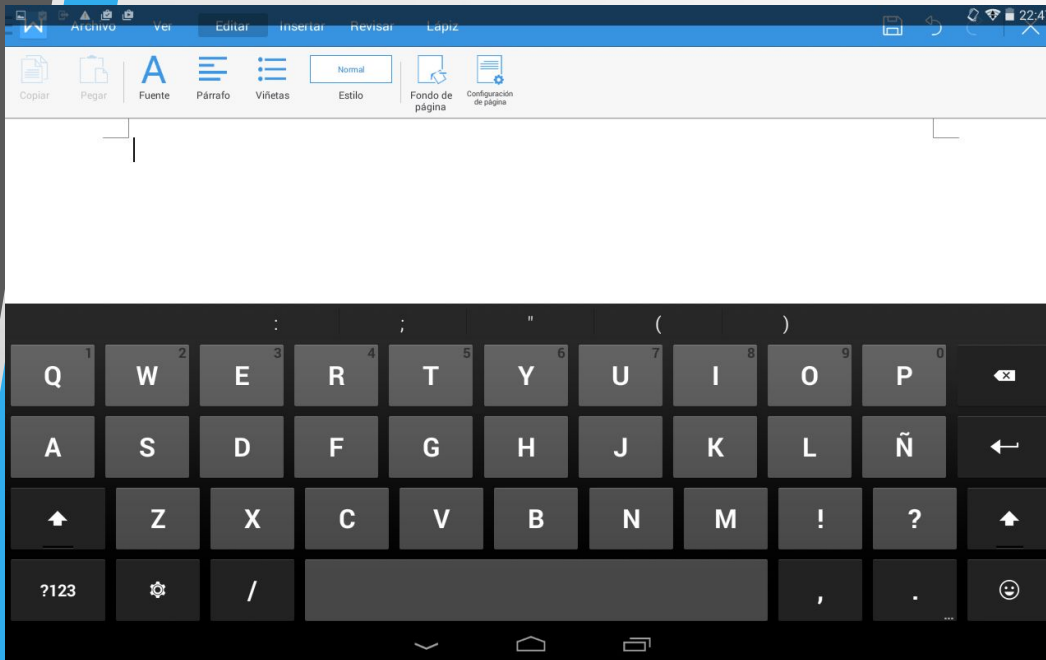 22:4
Archivo Ver Editar Insertar Revisar Lápiz
Normal
Copiar Pegar Fuente Párrafo Viñetas Estilo Fondo de página Configuración de página
: ; " ( )
1 2 3 4 5 6 7 8 9 0
Q W E R T Y U I O P
A S D F G H J K L Ñ
Z X C V B N M ! ?
?123 / , . ...